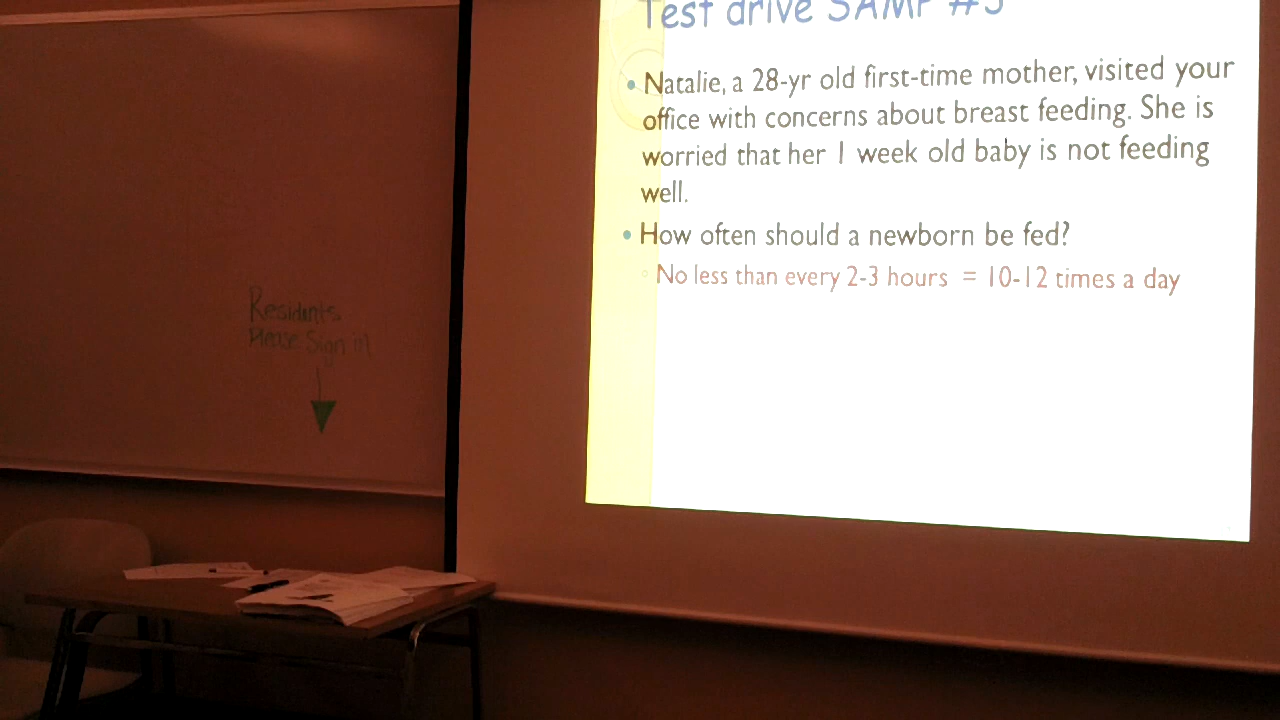 Test drive SAMP #5
• Natalie, a 28-yr old first-time mother, visited your
office with concerns about breast feeding. She is
worried that her 1 week old baby is not feeding
well.
• How often should a newborn be fed?
◦ No less than every 2-3 hours = 10-12 times a day
Residents
Please Sign in